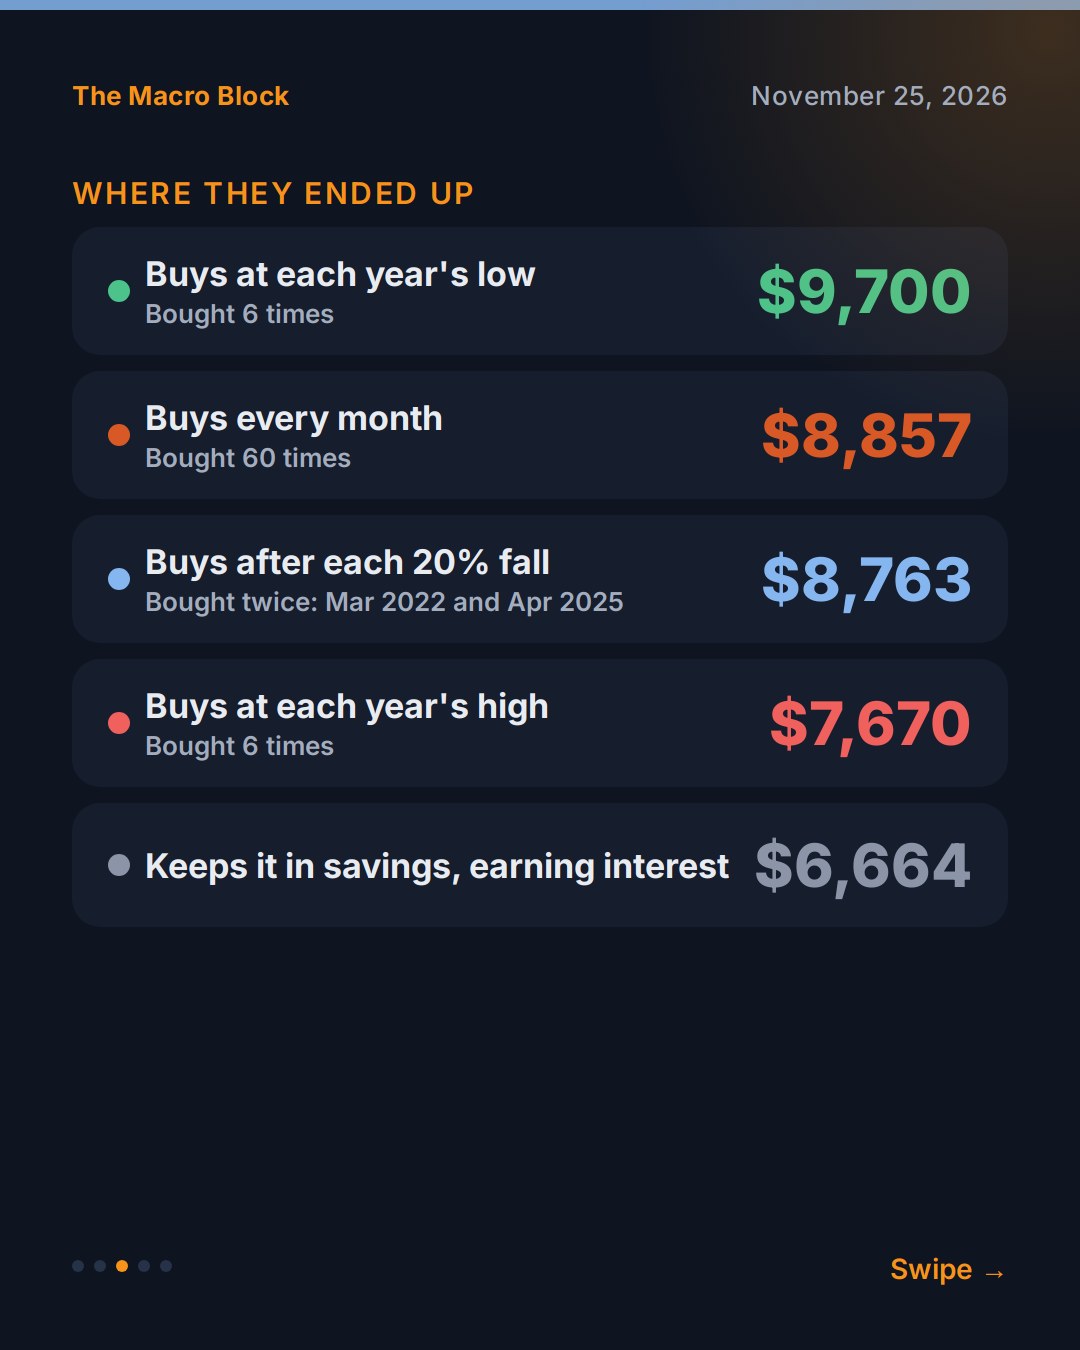 The Macro Block
November 25, 2026
WHERE THEY ENDED UP
Buys at each year's low
Bought 6 times
$9,700
Buys every month
Bought 60 times
$8,857
Buys after each 20% fall
Bought twice: Mar 2022 and Apr 2025
$8,763
Buys at each year's high
Bought 6 times
$7,670
Keeps it in savings, earning interest
$6,664
Swipe →